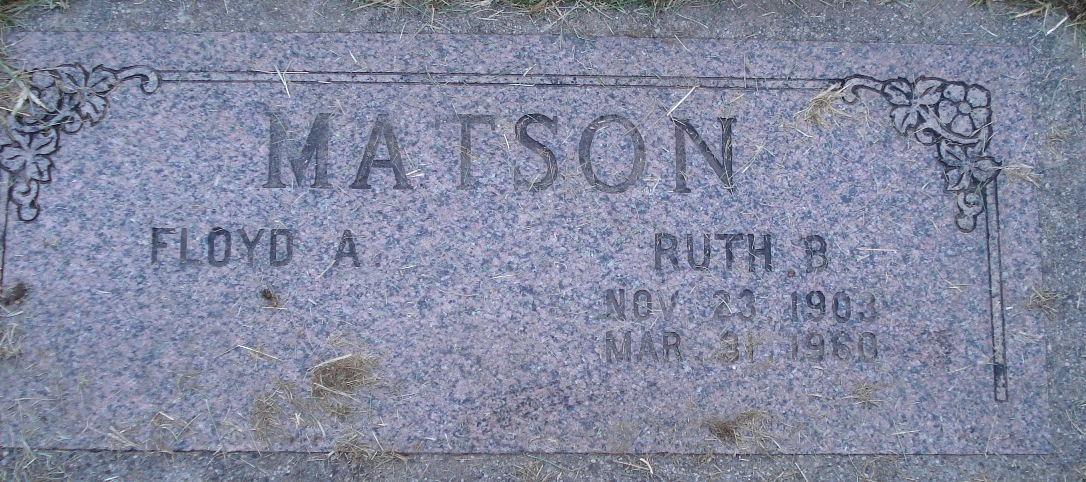 MATSON
FLOYD A.
RUTH B
NOV 23 1903
MAR 31 1960